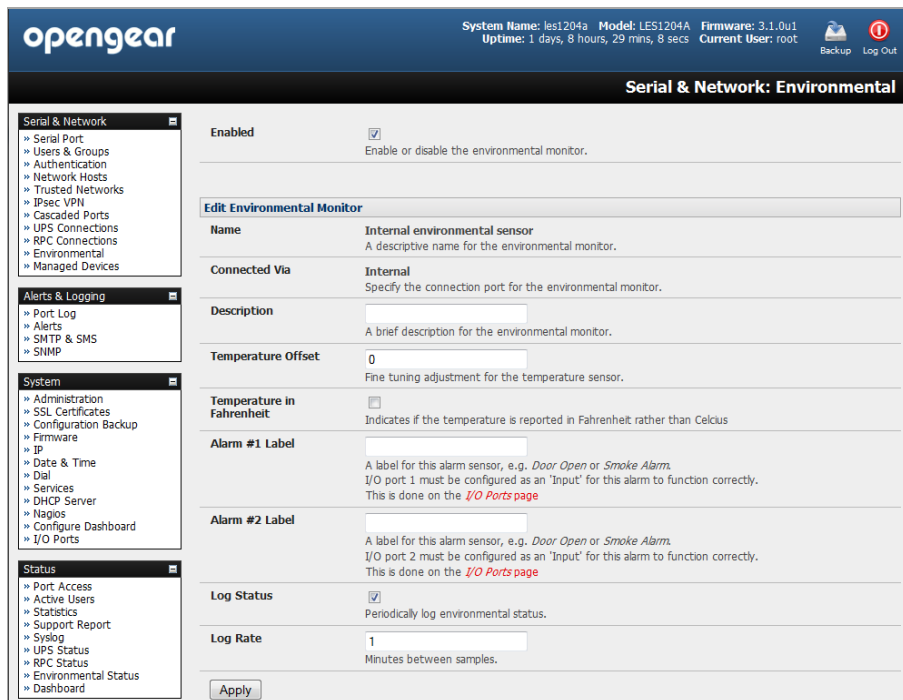 opengear
System Name: les1204a Model: LES1204A Firmware: 3.1.0u1
Uptime: 1 days, 8 hours, 29 mins, 8 secs Current User: root
Backup
Log Out
Serial & Network: Environmental
Serial & Network
» Serial Port
» Users & Groups
» Authentication
» Network Hosts
» Trusted Networks
» IPsec VPN
» Cascaded Ports
» UPS Connections
» RPC Connections
» Environmental
» Managed Devices
Alerts & Logging
» Port Log
» Alerts
» SMTP & SMS
» SNMP
System
» Administration
» SSL Certificates
» Configuration Backup
» Firmware
» IP
» Date & Time
» Dial
» Services
» DHCP Server
» Nagios
» Configure Dashboard
» I/O Ports
Status
» Port Access
» Active Users
» Statistics
» Support Report
» Syslog
» UPS Status
» RPC Status
» Environmental Status
» Dashboard
Enabled
Enable or disable the environmental monitor.
Edit Environmental Monitor
Name
Internal environmental sensor
A descriptive name for the environmental monitor.
Connected Via
Internal
Specify the connection port for the environmental monitor.
Description
A brief description for the environmental monitor.
Temperature Offset
0
Fine tuning adjustment for the temperature sensor.
Temperature in
Fahrenheit
Indicates if the temperature is reported in Fahrenheit rather than Celcius
Alarm #1 Label
A label for this alarm sensor, e.g. Door Open or Smoke Alarm.
I/O port 1 must be configured as an 'Input' for this alarm to function correctly.
This is done on the I/O Ports page
Alarm #2 Label
A label for this alarm sensor, e.g. Door Open or Smoke Alarm.
I/O port 2 must be configured as an 'Input' for this alarm to function correctly.
This is done on the I/O Ports page
Log Status
Periodically log environmental status.
Log Rate
1
Minutes between samples.
Apply